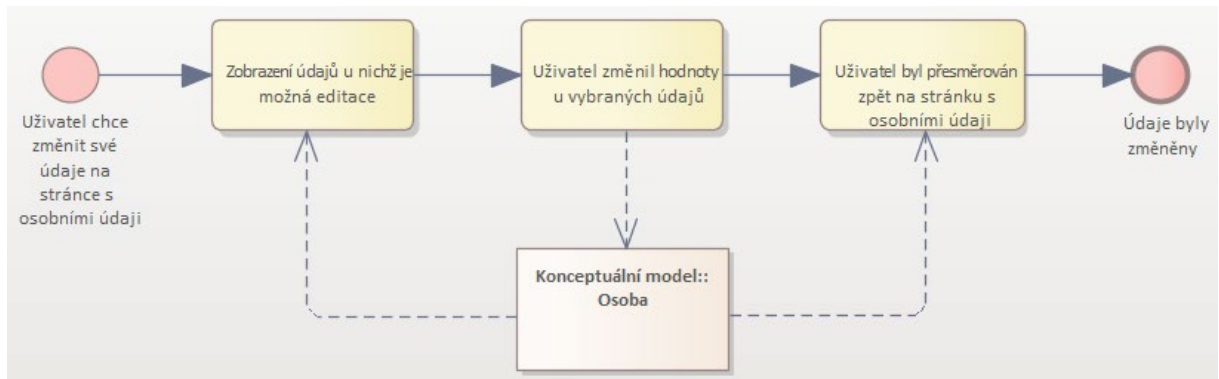 Uživatel chce
změnit své
údaje na
stránce s
osobními údaji
Zobrazení údajů u nichž je
možná editace
Uživatel změnil hodnoty
u vybraných údajů
Uživatel byl přesměrován
zpět na stránku s
osobními údaji
Údaje byly
změněny
Konceptuální model::
Osoba